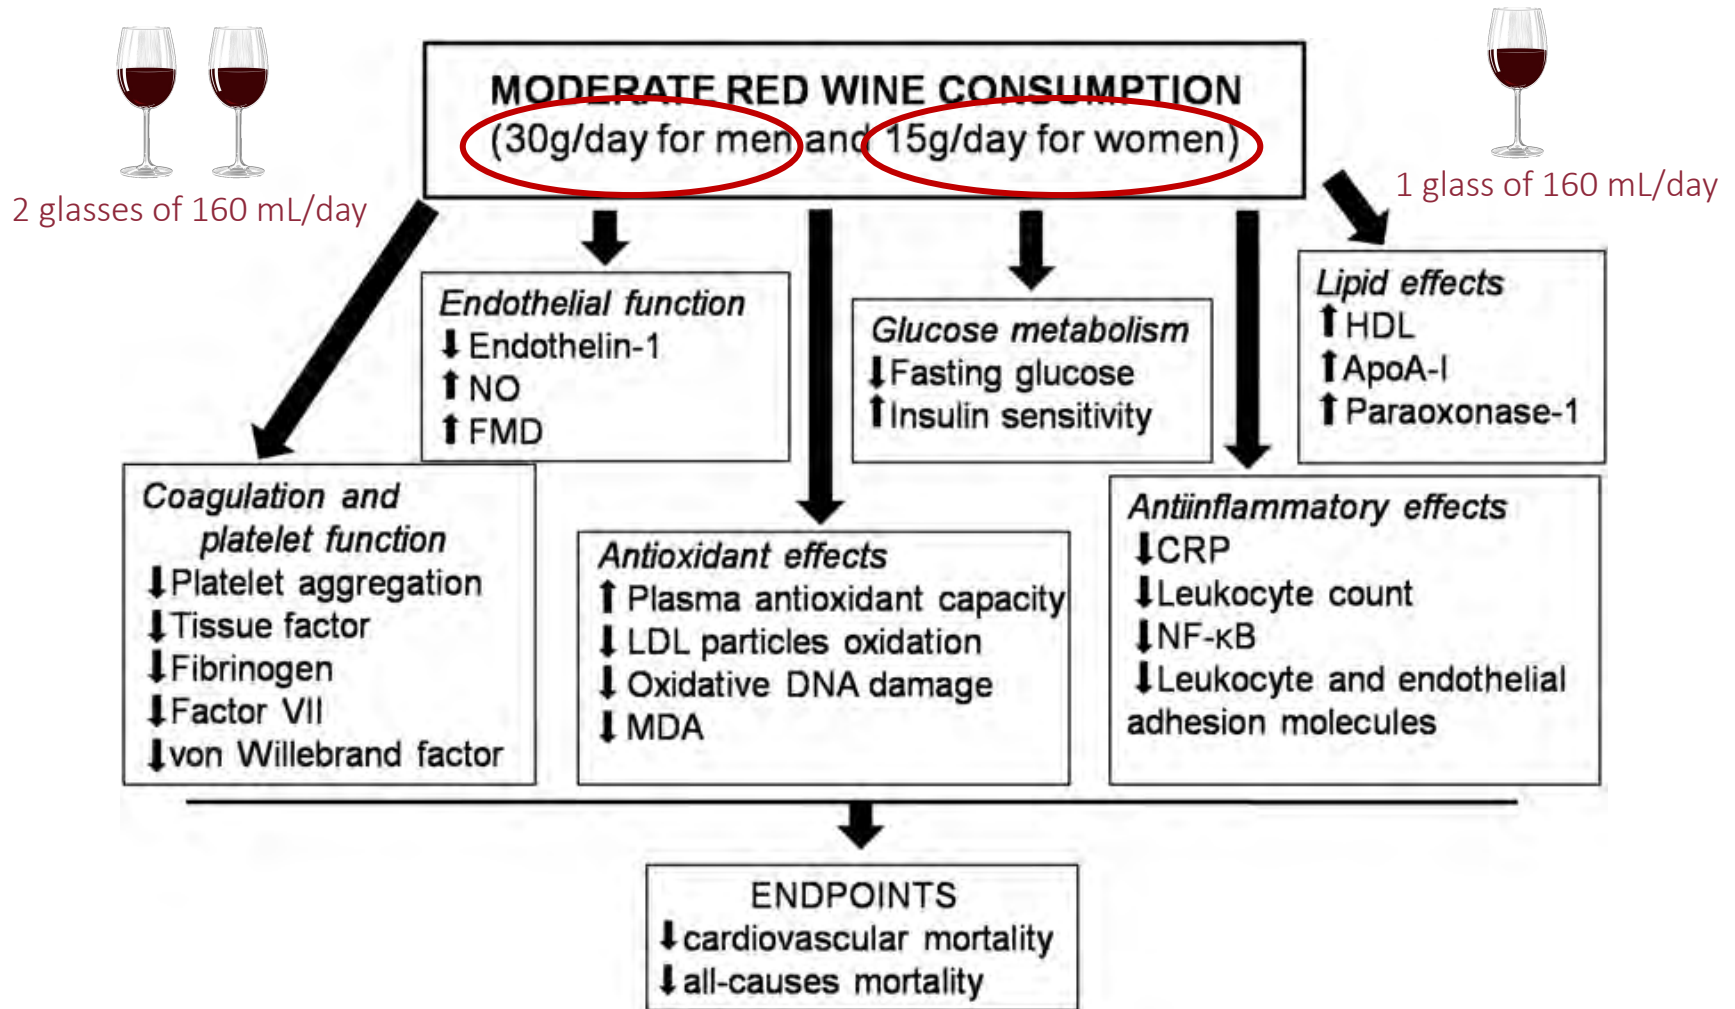 MODERATE RED WINE CONSUMPTION
(30g/day for men and 15g/day for women)
2 glasses of 160 mL/day
1 glass of 160 mL/day
Endothelial function
⬇Endothelin-1
⬆NO
⬆FMD
Glucose metabolism
⬇Fasting glucose
⬆Insulin sensitivity
Lipid effects
⬆HDL
⬆ApoA-I
⬆Paraoxonase-1
Coagulation and
platelet function
⬇Platelet aggregation
⬇Tissue factor
⬇Fibrinogen
⬇Factor VII
⬇von Willebrand factor
Antioxidant effects
⬆Plasma antioxidant capacity
⬇LDL particles oxidation
⬇Oxidative DNA damage
⬇MDA
Antiinflammatory effects
⬇CRP
⬇Leukocyte count
⬇NF-κB
⬇Leukocyte and endothelial
adhesion molecules
ENDPOINTS
⬇cardiovascular mortality
⬇all-causes mortality